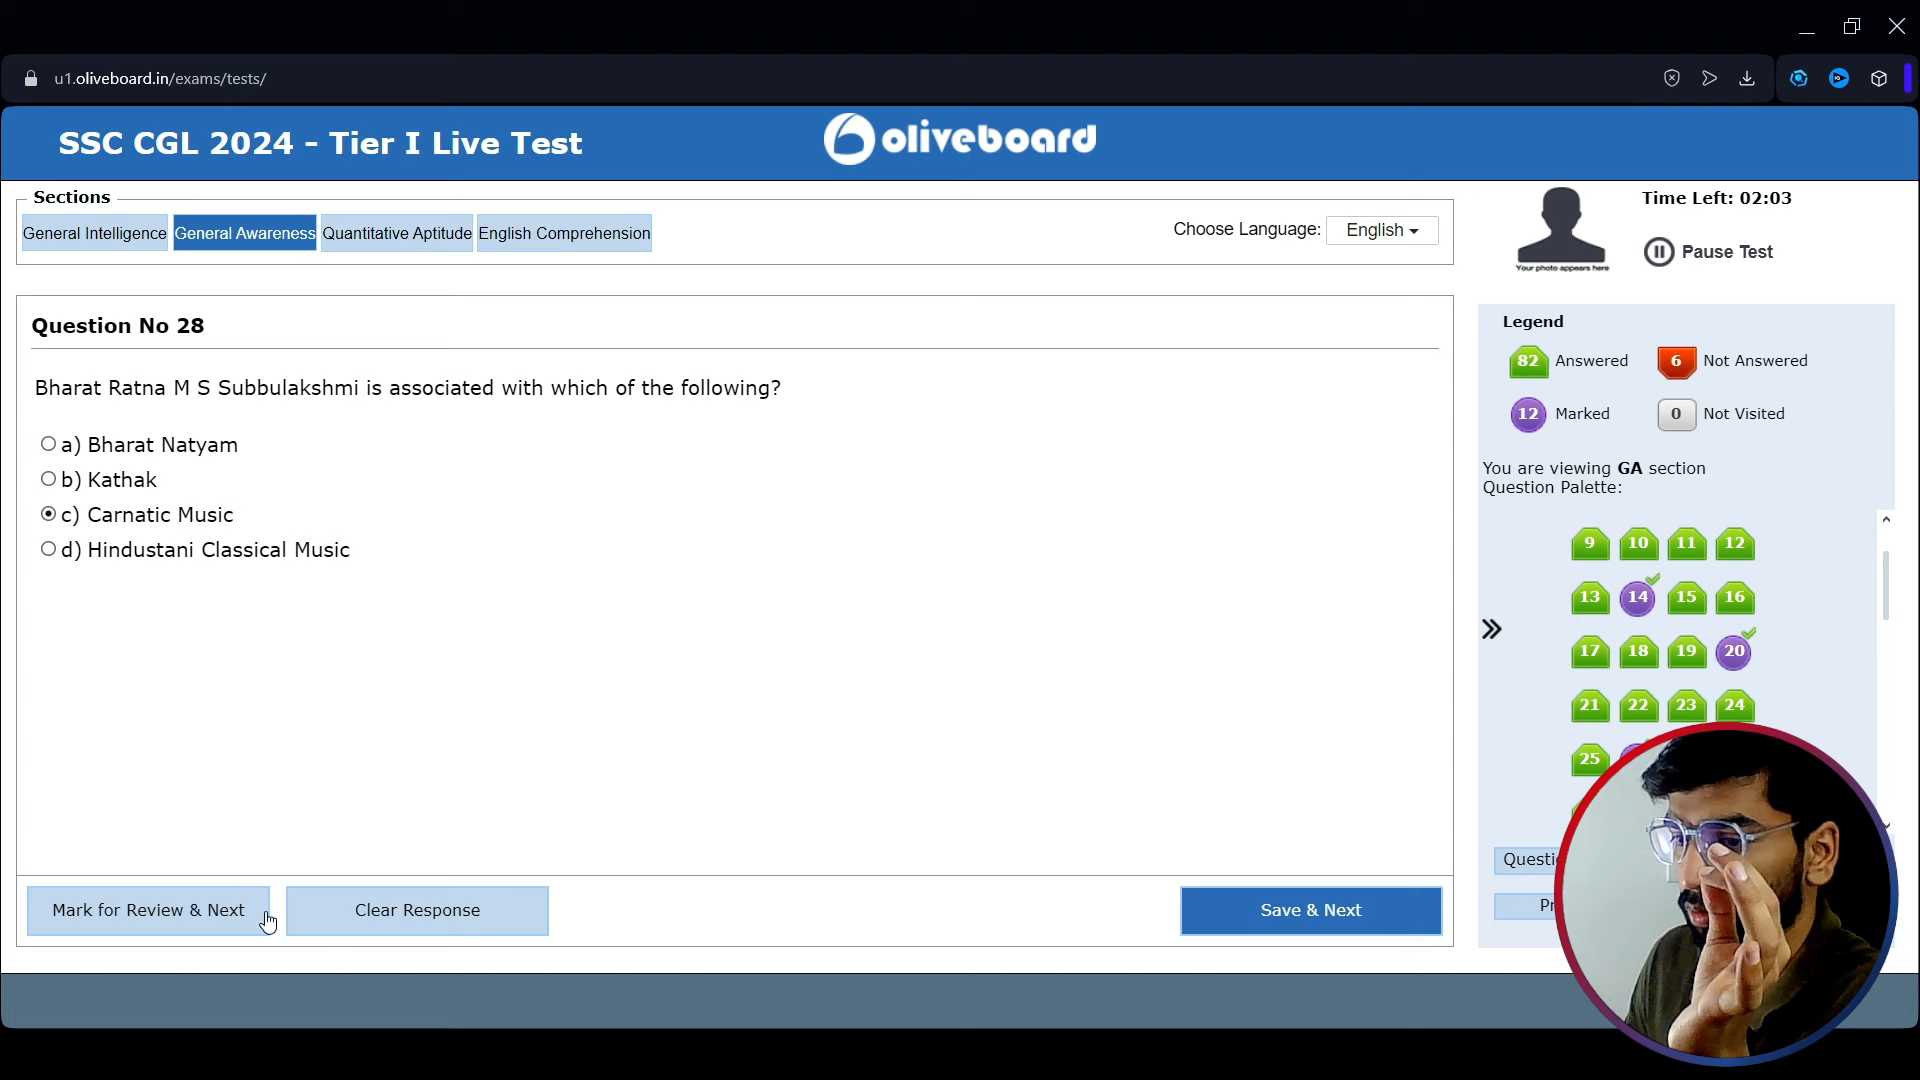 u1.oliveboard.in/exams/tests/
SSC CGL 2024 - Tier I Live Test
oliveboard
Sections
General Intelligence
General Awareness
Quantitative Aptitude
English Comprehension
Choose Language:
English
Time Left: 02:03
Your photo appears here
Pause Test
Question No 28
Bharat Ratna M S Subbulakshmi is associated with which of the following?
a) Bharat Natyam
b) Kathak
c) Carnatic Music
d) Hindustani Classical Music
Mark for Review & Next
Clear Response
Save & Next
Legend
82 Answered
6 Not Answered
12 Marked
0 Not Visited
You are viewing GA section
Question Palette:
9 10 11 12
13 14 15 16
17 18 19 20
21 22 23 24
25